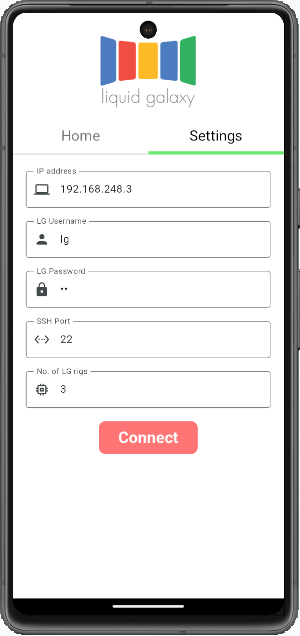 liquid galaxy
Home Settings
IP address
192.168.248.3
LG Username
lg
LG Password
••
SSH Port
22
No. of LG rigs
3
Connect